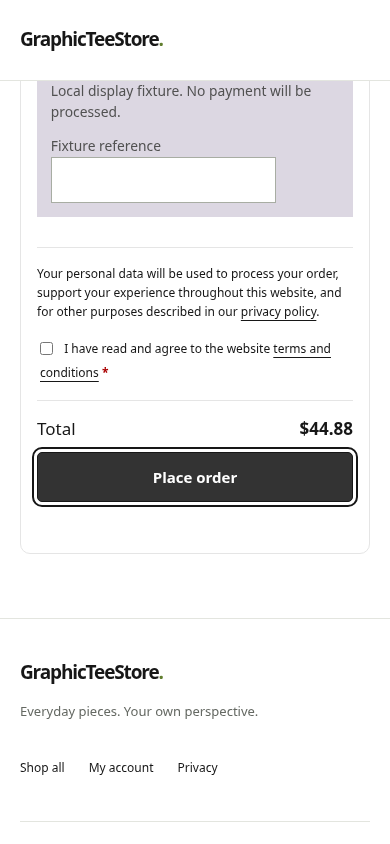 GraphicTeeStore.
Local display fixture. No payment will be
processed.
Fixture reference
Your personal data will be used to process your order,
support your experience throughout this website, and
for other purposes described in our privacy policy.
I have read and agree to the website terms and
conditions *
Total $44.88
Place order
GraphicTeeStore.
Everyday pieces. Your own perspective.
Shop all My account Privacy